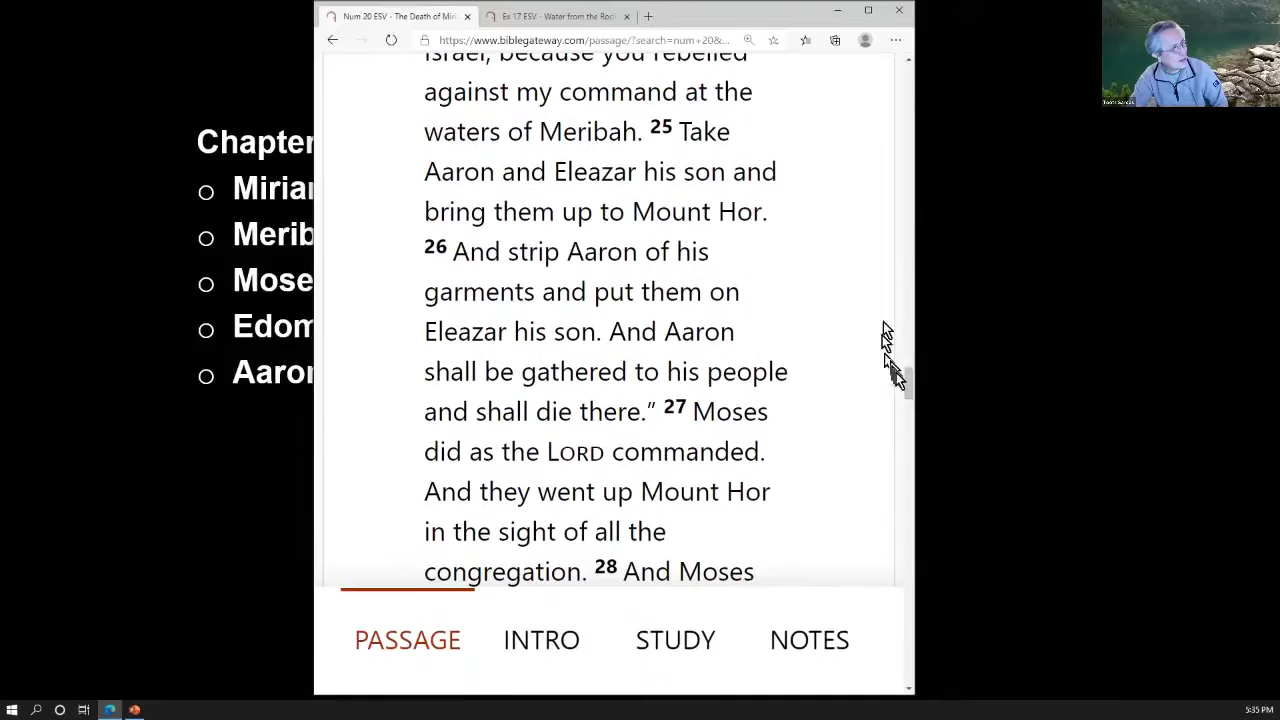 Num 20 ESV - The Death of Miri
Ex 17 ESV - Water from the Roc
https://www.biblegateway.com/passage/?search=num+20&...
Israel, because you rebelled
against my command at the
waters of Meribah. 25 Take
Aaron and Eleazar his son and
bring them up to Mount Hor.
26 And strip Aaron of his
garments and put them on
Eleazar his son. And Aaron
shall be gathered to his people
and shall die there.” 27 Moses
did as the LORD commanded.
And they went up Mount Hor
in the sight of all the
congregation. 28 And Moses
PASSAGE INTRO STUDY NOTES
Chapter
Miriam
Merib
Mose
Edom
Aaron
5:35 PM